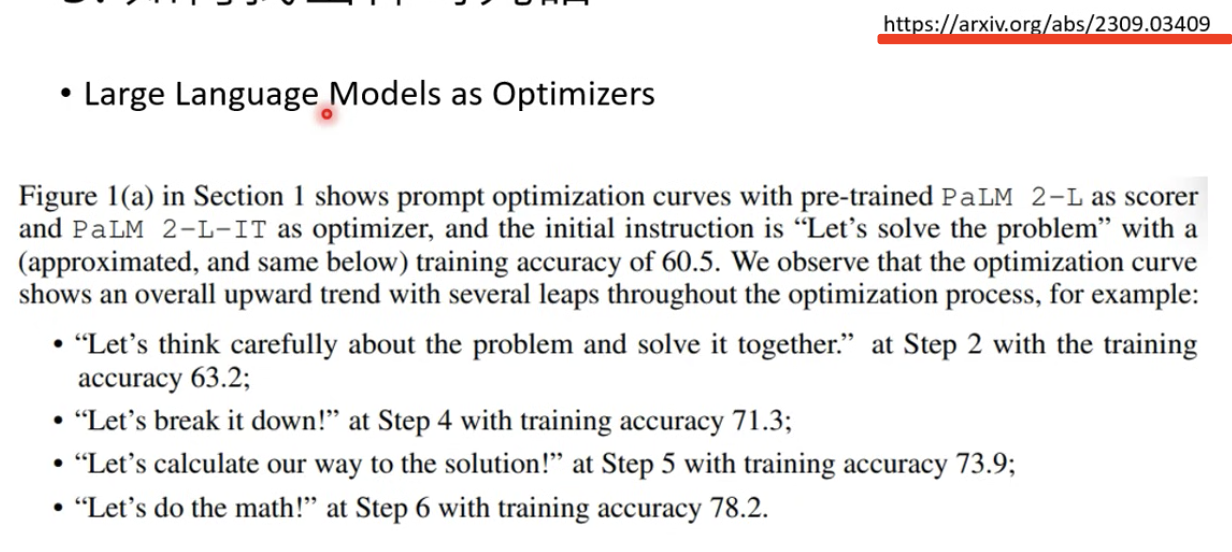 https://arxiv.org/abs/2309.03409
• Large Language Models as Optimizers
Figure 1(a) in Section 1 shows prompt optimization curves with pre-trained PaLM 2-L as scorer
and PaLM 2-L-IT as optimizer, and the initial instruction is “Let’s solve the problem” with a
(approximated, and same below) training accuracy of 60.5. We observe that the optimization curve
shows an overall upward trend with several leaps throughout the optimization process, for example:
• “Let’s think carefully about the problem and solve it together.” at Step 2 with the training
accuracy 63.2;
• “Let’s break it down!” at Step 4 with training accuracy 71.3;
• “Let’s calculate our way to the solution!” at Step 5 with training accuracy 73.9;
• “Let’s do the math!” at Step 6 with training accuracy 78.2.